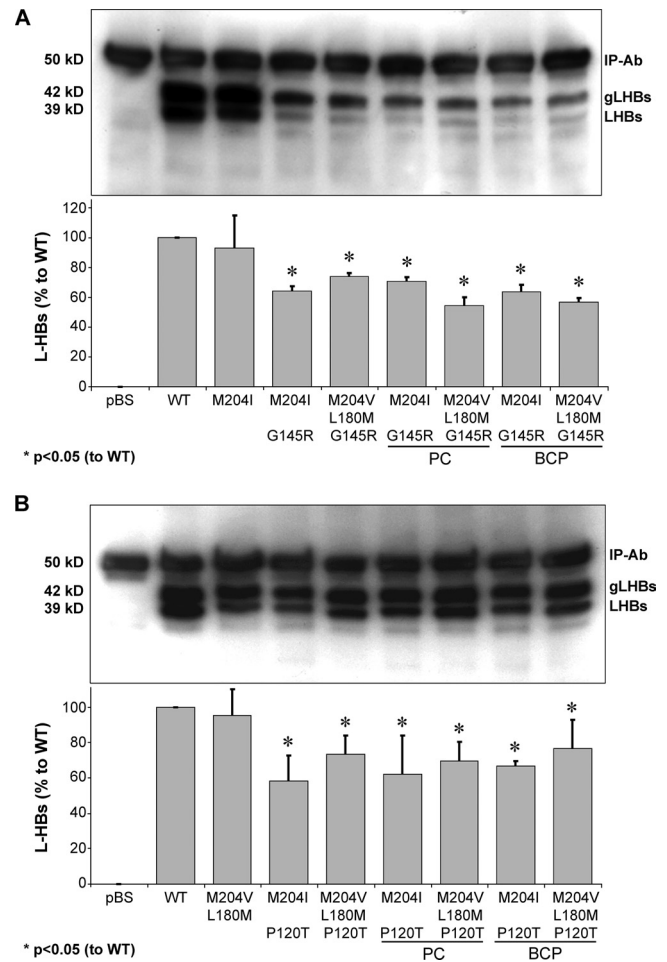 A
50 kD
42 kD
39 kD
IP-Ab
gLHBs
LHBs
L-HBs (% to WT)
120
100
80
60
40
20
0
* * * * * *
pBS WT M204I M204I M204V M204I M204V M204I M204V
L180M L180M L180M
G145R G145R G145R G145R G145R G145R
PC BCP
* p<0.05 (to WT)
B
50 kD
42 kD
39 kD
IP-Ab
gLHBs
LHBs
L-HBs (% to WT)
100
80
60
40
20
0
* * * * * *
pBS WT M204V M204I M204V M204I M204V M204I M204V
L180M L180M L180M L180M
P120T P120T P120T P120T P120T P120T
PC BCP
* p<0.05 (to WT)